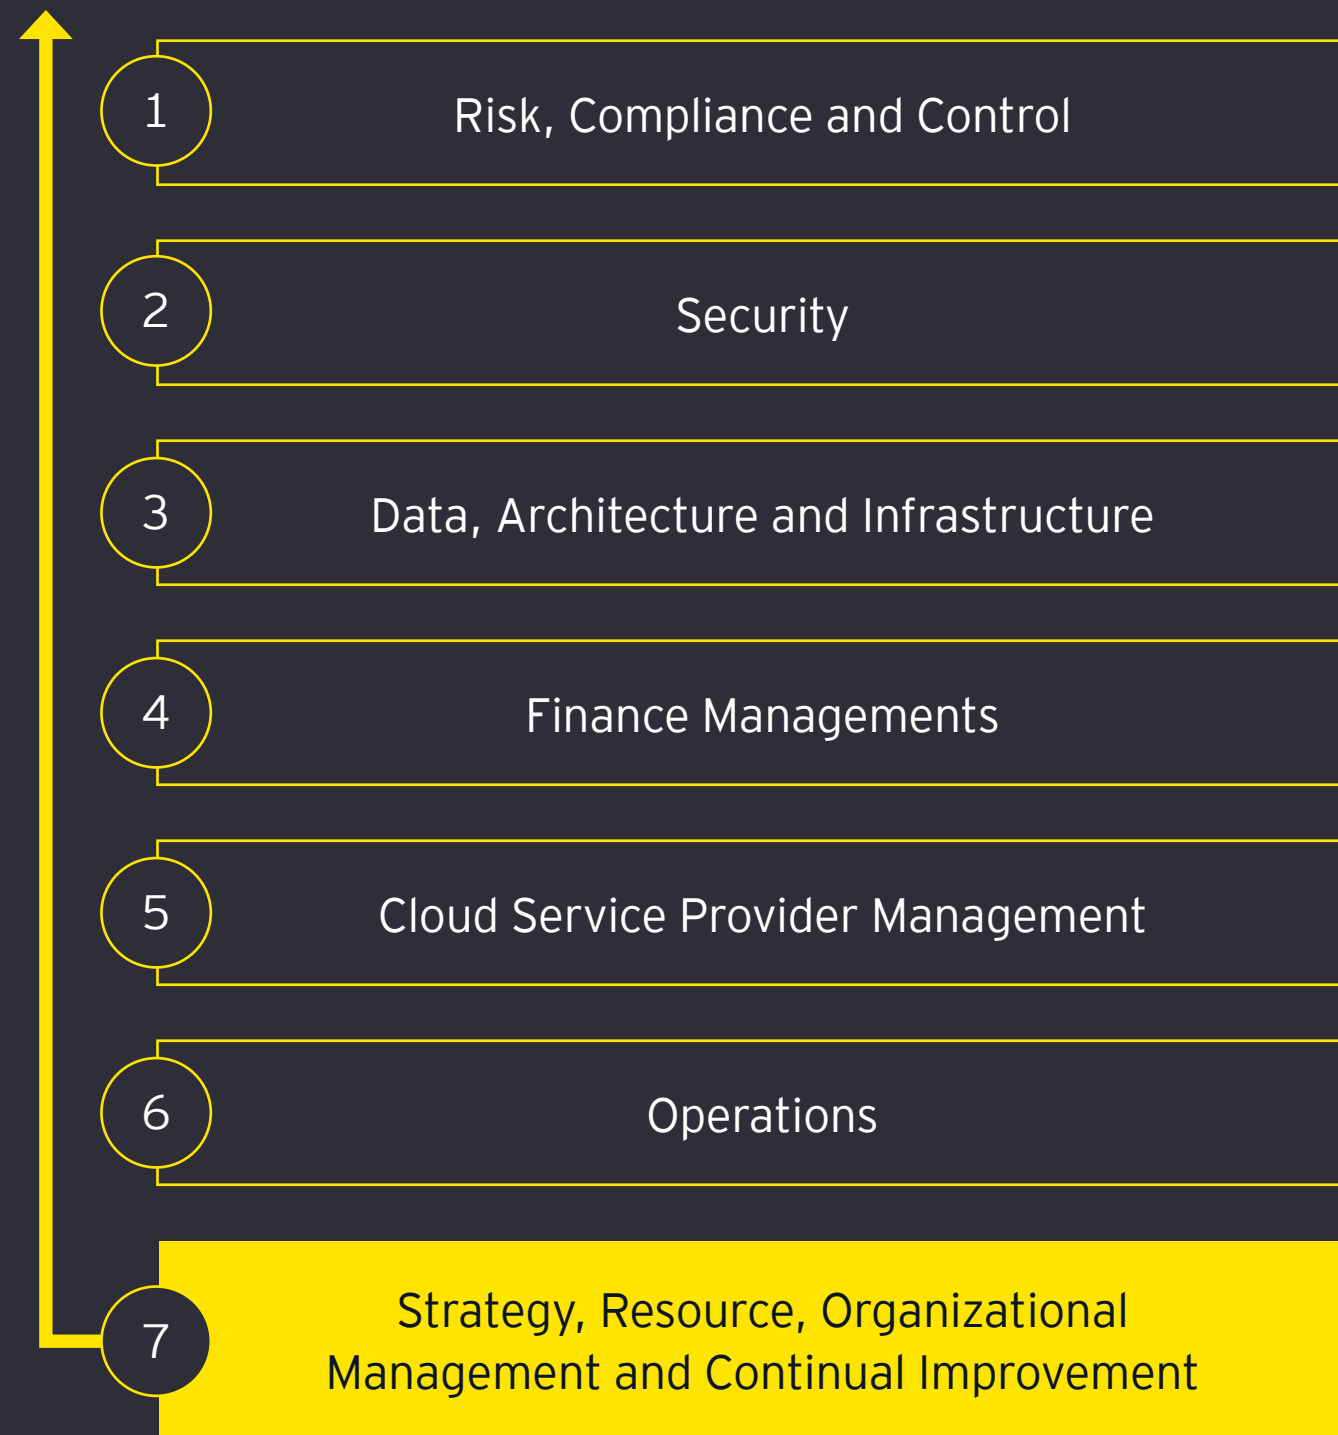 1
Risk, Compliance and Control
2
Security
3
Data, Architecture and Infrastructure
4
Finance Managements
5
Cloud Service Provider Management
6
Operations
7
Strategy, Resource, Organizational
Management and Continual Improvement